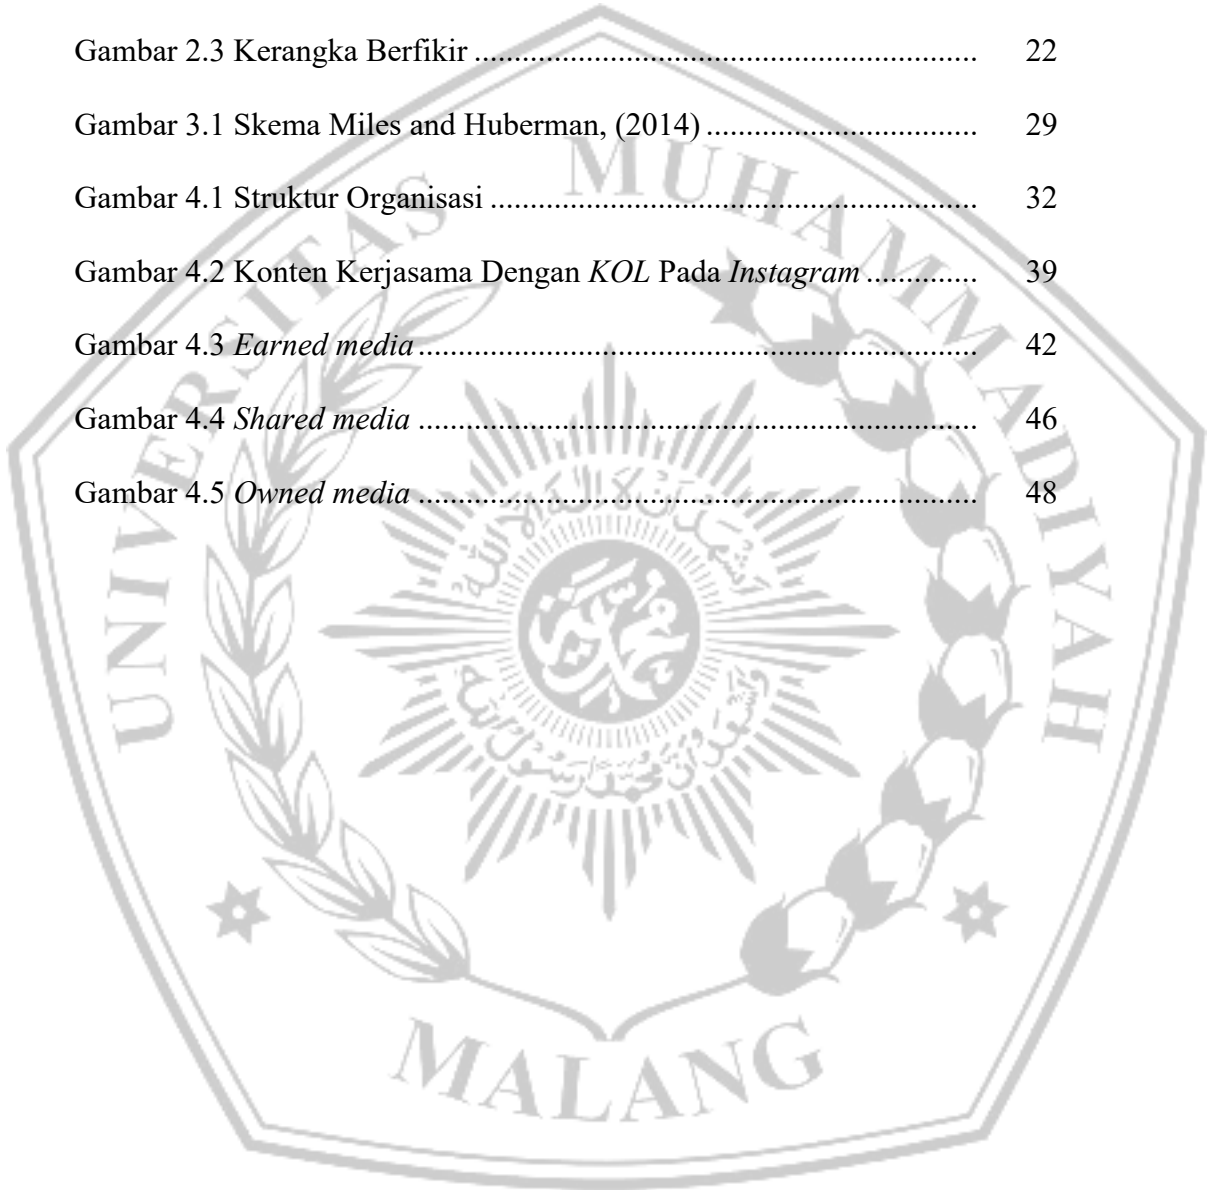 Gambar 2.3 Kerangka Berfikir ............................................................. 22
Gambar 3.1 Skema Miles and Huberman, (2014) ................................. 29
Gambar 4.1 Struktur Organisasi ........................................................... 32
Gambar 4.2 Konten Kerjasama Dengan KOL Pada Instagram ............. 39
Gambar 4.3 Earned media .................................................................... 42
Gambar 4.4 Shared media .................................................................... 46
Gambar 4.5 Owned media .................................................................... 48
UNIVERSITAS MUHAMMADIYAH
MALANG